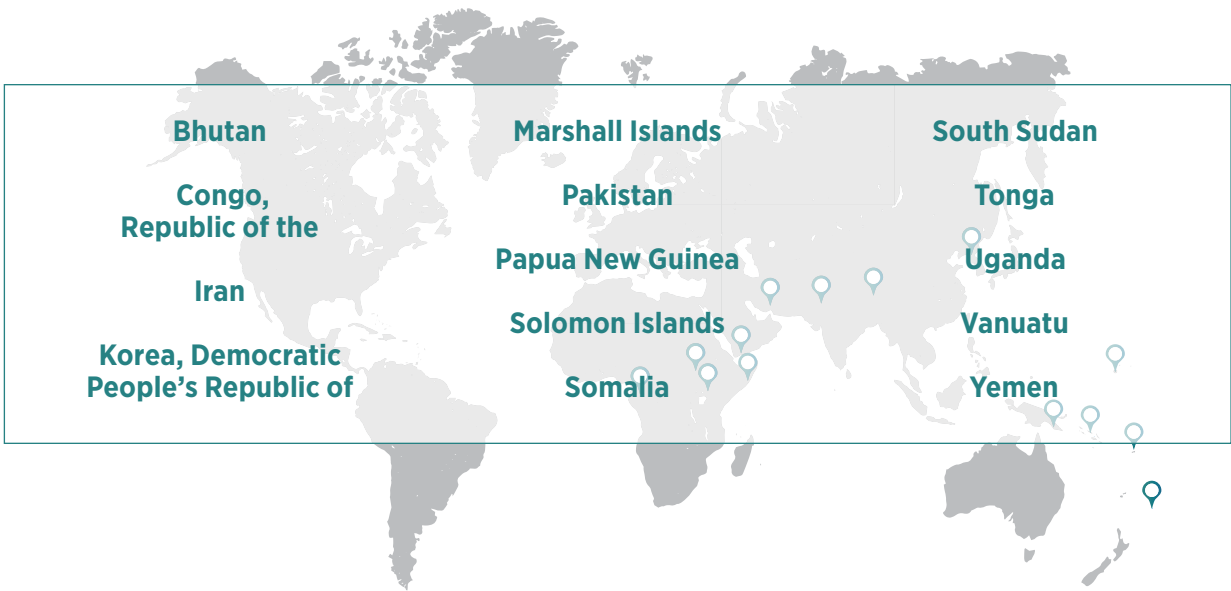 Bhutan
Congo,
Republic of the
Iran
Korea, Democratic
People’s Republic of
Marshall Islands
Pakistan
Papua New Guinea
Solomon Islands
Somalia
South Sudan
Tonga
Uganda
Vanuatu
Yemen